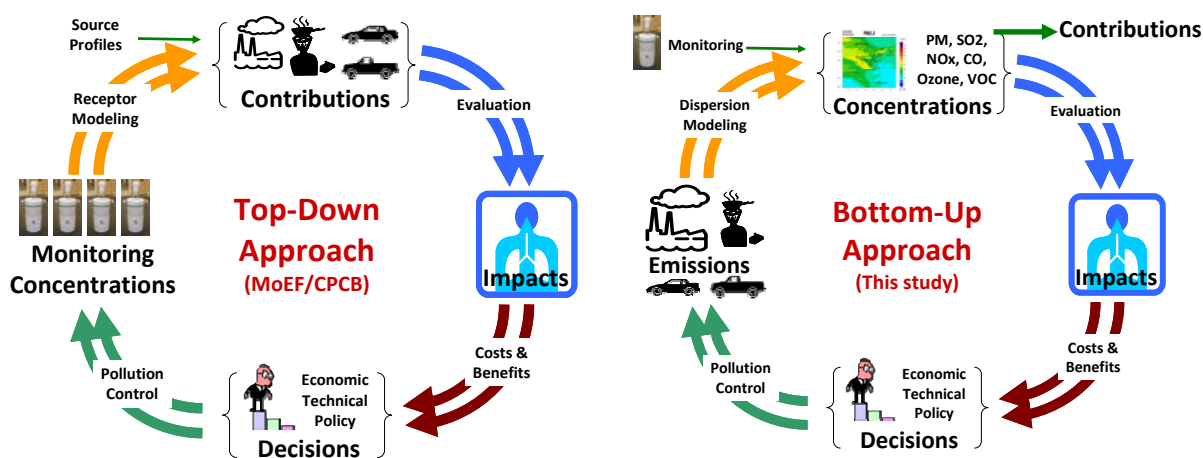 Source
Profiles
Contributions
Receptor
Modeling
Evaluation
Monitoring
Concentrations
Top-Down
Approach
(MoEF/CPCB)
Impacts
Pollution
Control
Economic
Technical
Policy
Decisions
Costs &
Benefits
Monitoring
PM, SO2,
NOx, CO,
Ozone, VOC
Concentrations
Contributions
Dispersion
Modeling
Evaluation
Emissions
Bottom-Up
Approach
(This study)
Impacts
Pollution
Control
Economic
Technical
Policy
Decisions
Costs &
Benefits